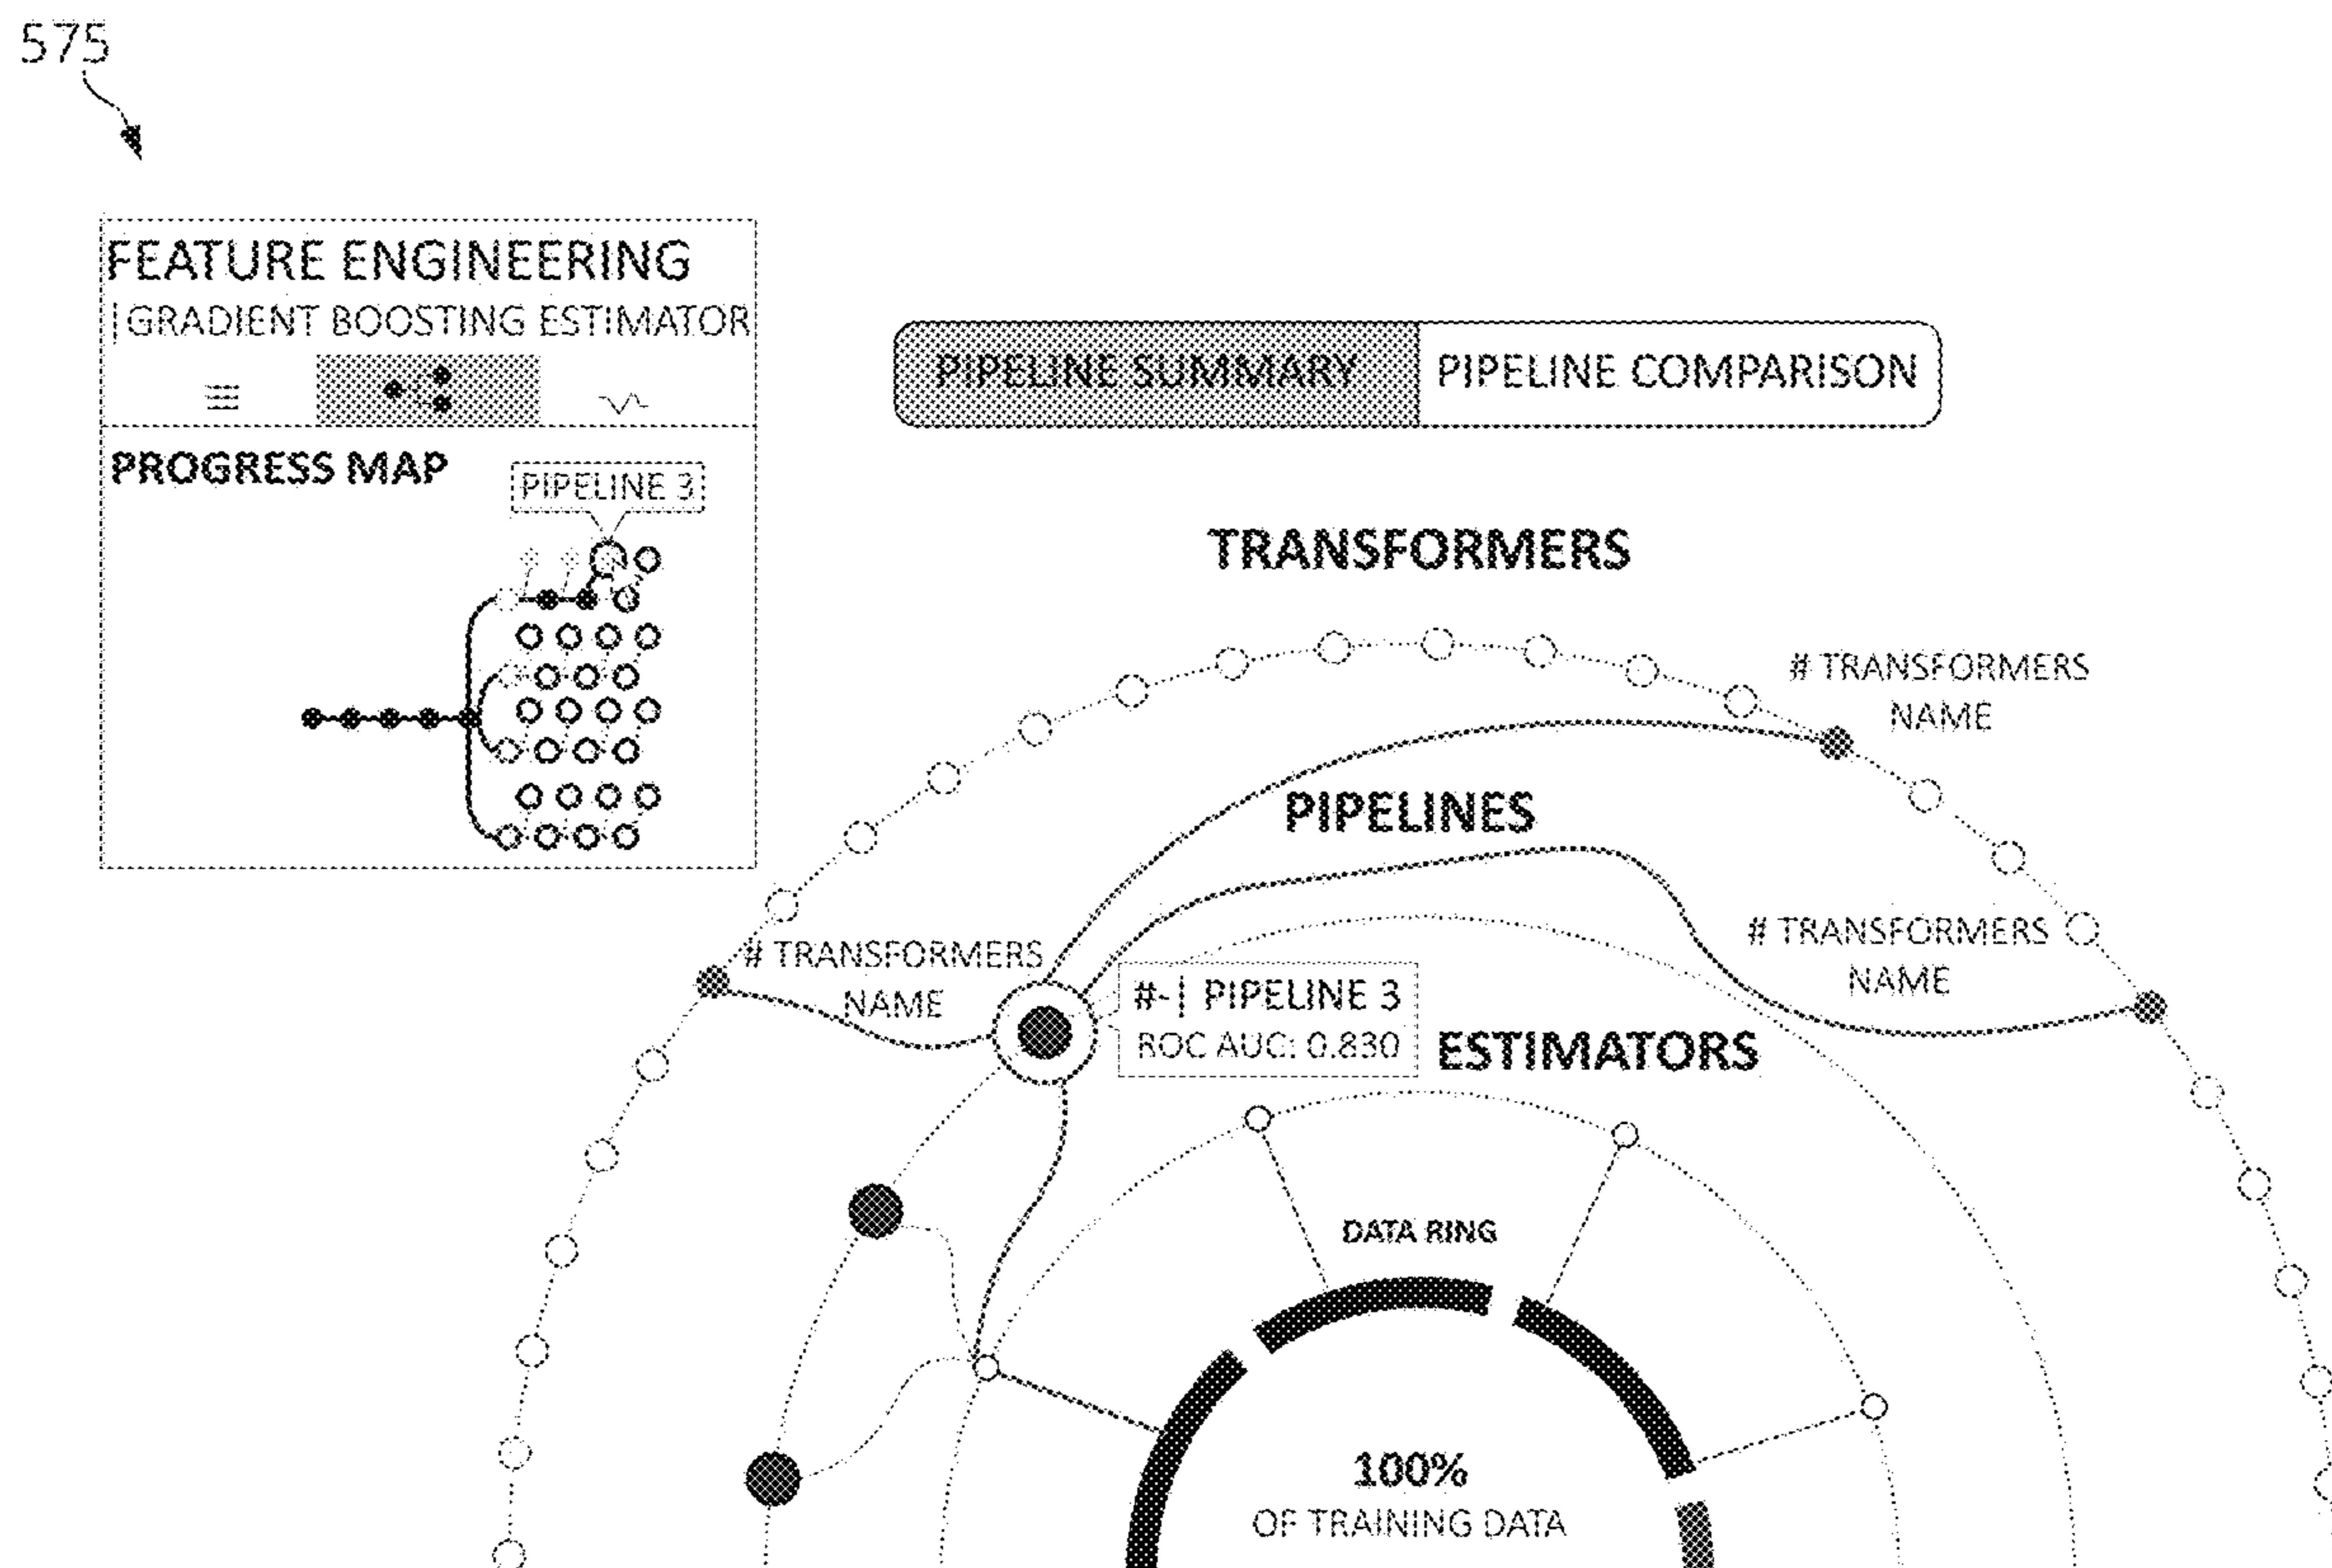 575
FEATURE ENGINEERING
|GRADIENT BOOSTING ESTIMATOR
PIPELINE SUMMARY
PIPELINE COMPARISON
PROGRESS MAP
PIPELINE 3
TRANSFORMERS
# TRANSFORMERS
NAME
PIPELINES
# TRANSFORMERS
NAME
# TRANSFORMERS
NAME
#-| PIPELINE 3
ROC AUC: 0.830
ESTIMATORS
DATA RING
100%
OF TRAINING DATA